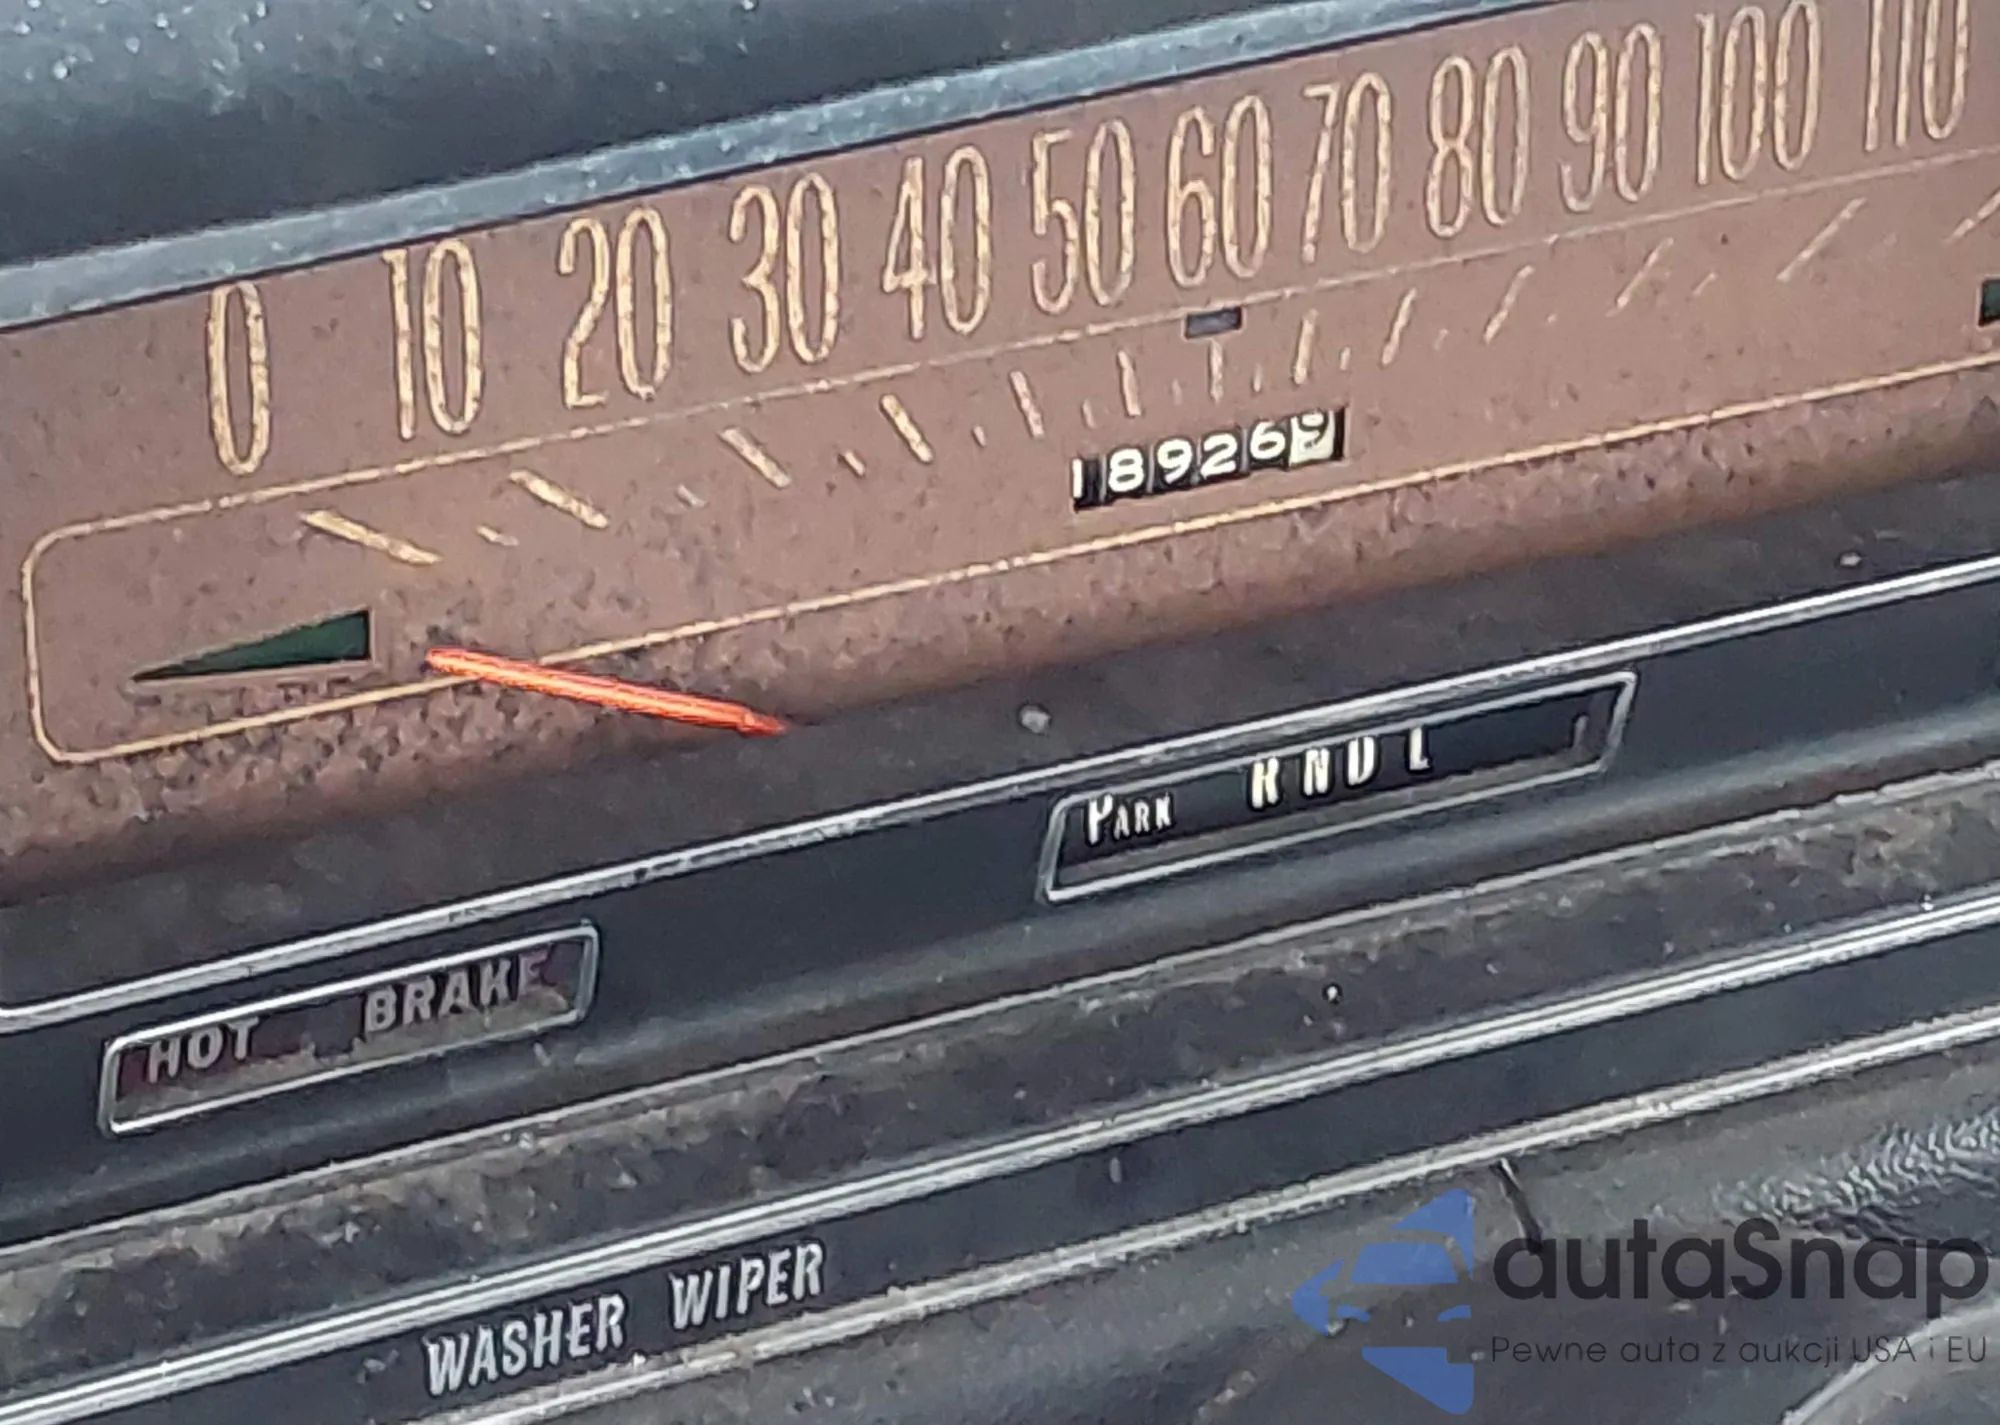 0 10 20 30 40 50 60 70 80 90 100 110
18926
PARK R N D L
HOT BRAKE
WASHER WIPER
autaSnap
Pewne auta z aukcji USA i EU